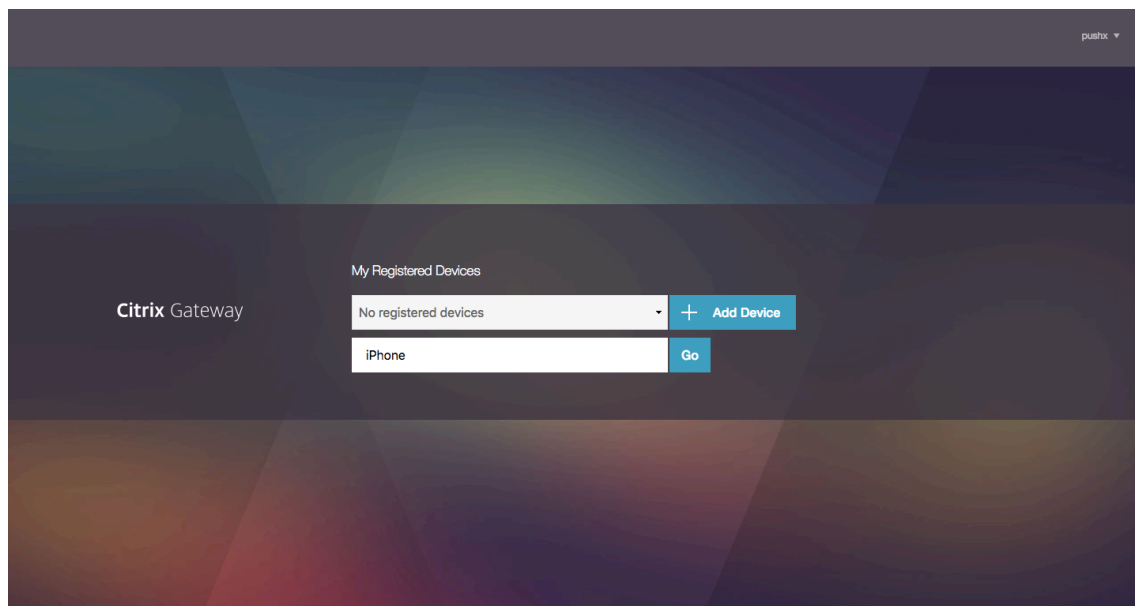 pushx
My Registered Devices
Citrix Gateway
No registered devices
Add Device
iPhone
Go